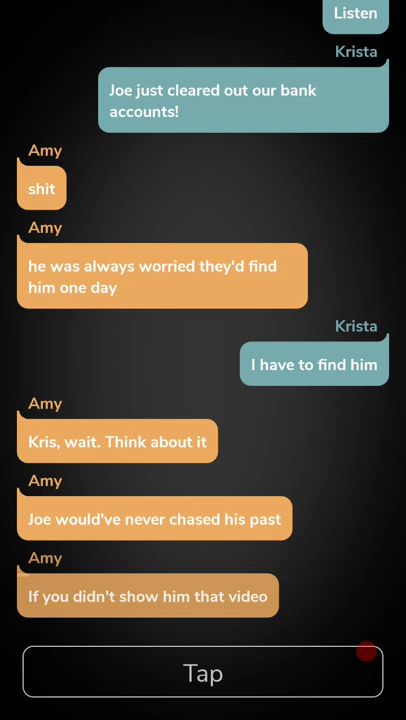 Listen
Krista
Joe just cleared out our bank
accounts!
Amy
shit
Amy
he was always worried they'd find
him one day
Krista
I have to find him
Amy
Kris, wait. Think about it
Amy
Joe would've never chased his past
Amy
If you didn't show him that video
Tap